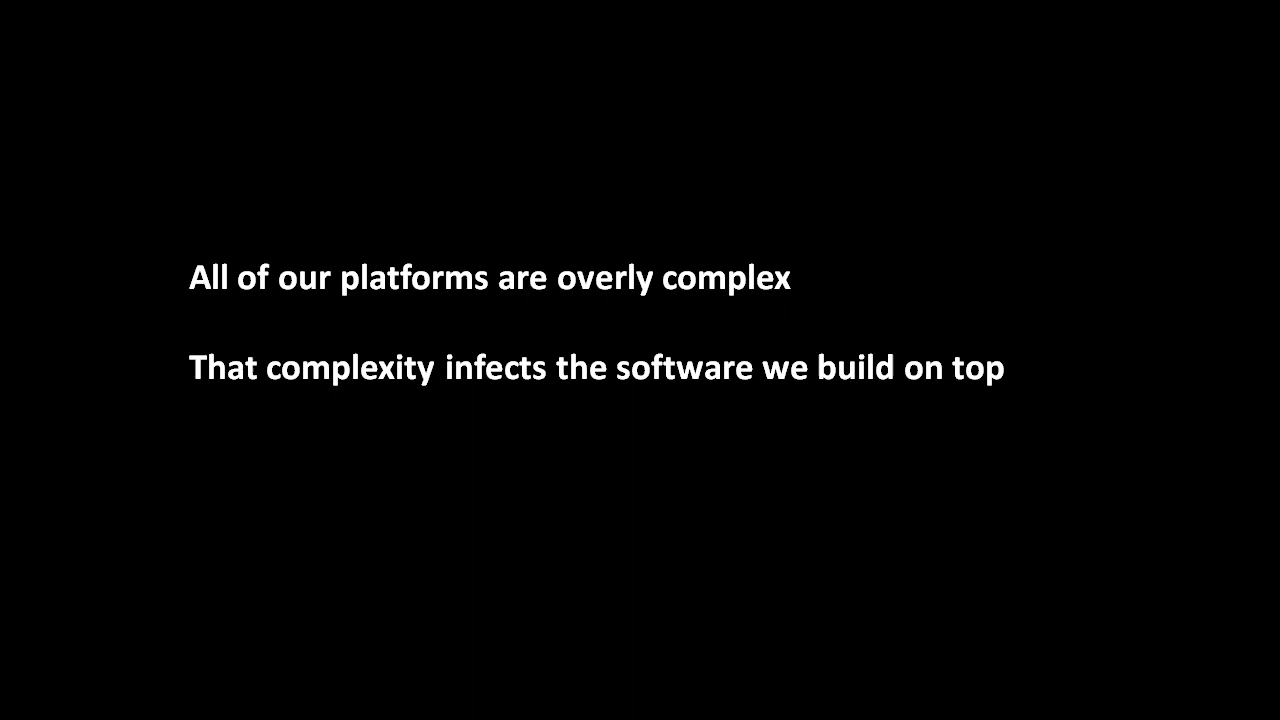 All of our platforms are overly complex
That complexity infects the software we build on top